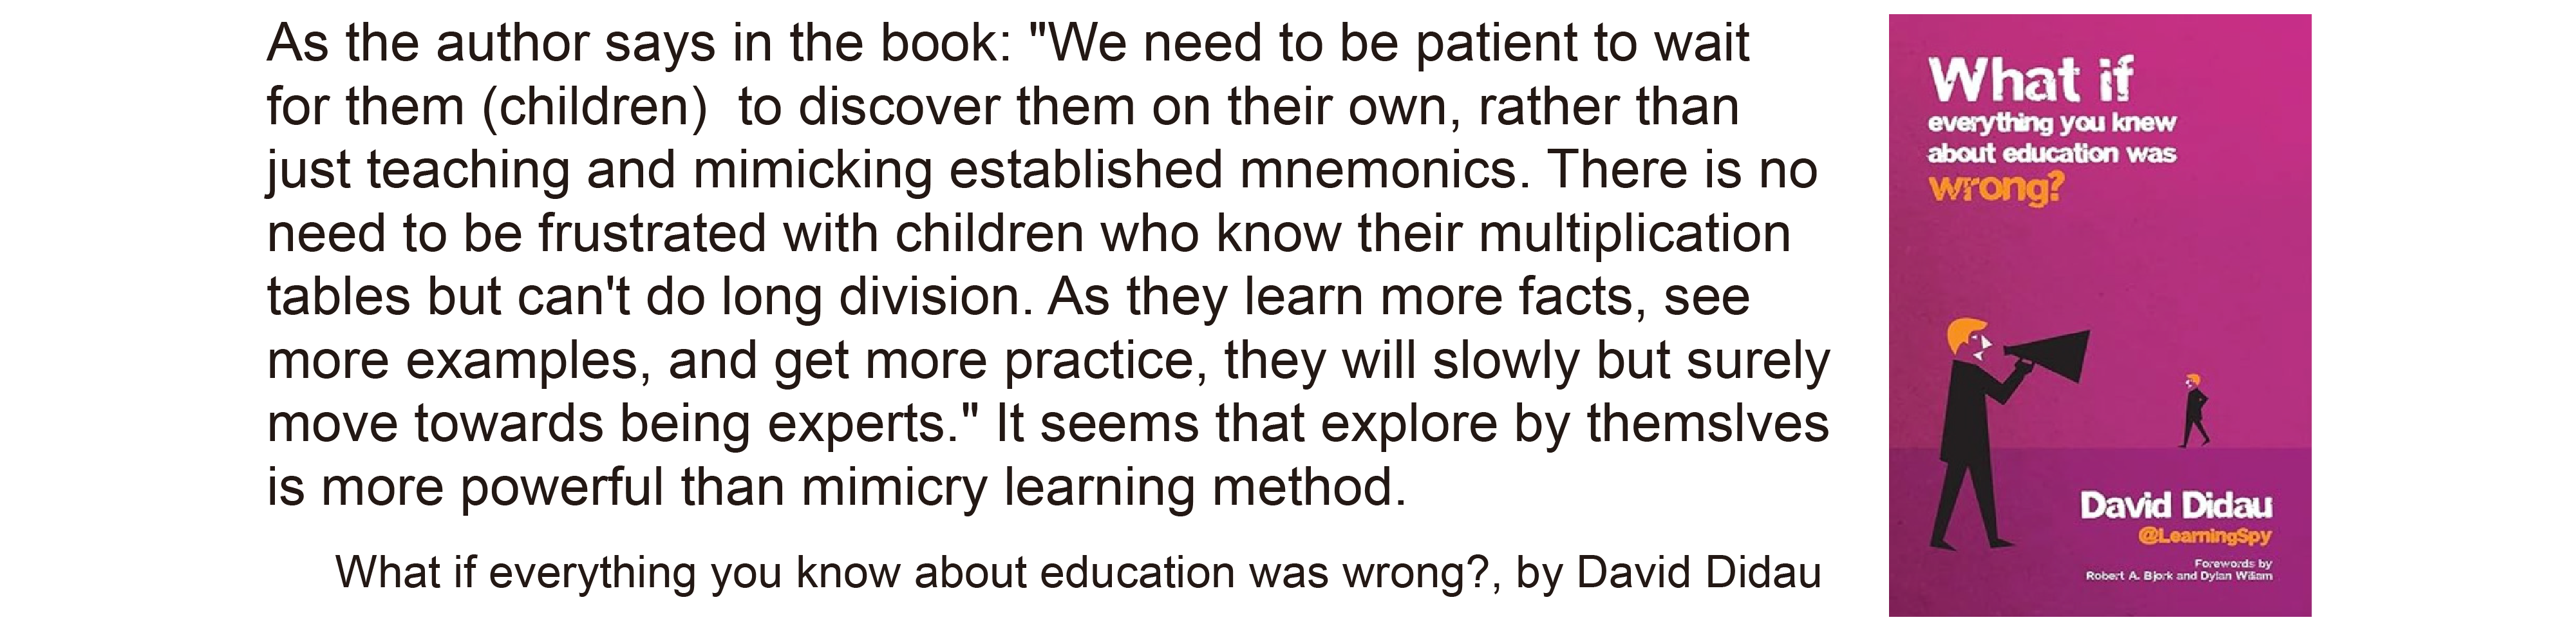 As the author says in the book: "We need to be patient to wait
for them (children)  to discover them on their own, rather than
just teaching and mimicking established mnemonics. There is no
need to be frustrated with children who know their multiplication
tables but can't do long division. As they learn more facts, see
more examples, and get more practice, they will slowly but surely
move towards being experts." It seems that explore by themslves
is more powerful than mimicry learning method.
What if everything you know about education was wrong?, by David Didau
What if
everything you knew
about education was
wrong?
David Didau
@LearningSpy
Forewords by
Robert A. Bjork and Dylan Wiliam